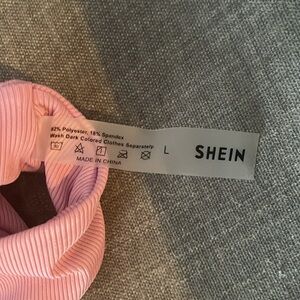 82% Polyester, 18% Spandex
Wash Dark Colored Clothes Separately
L
SHEIN
MADE IN CHINA